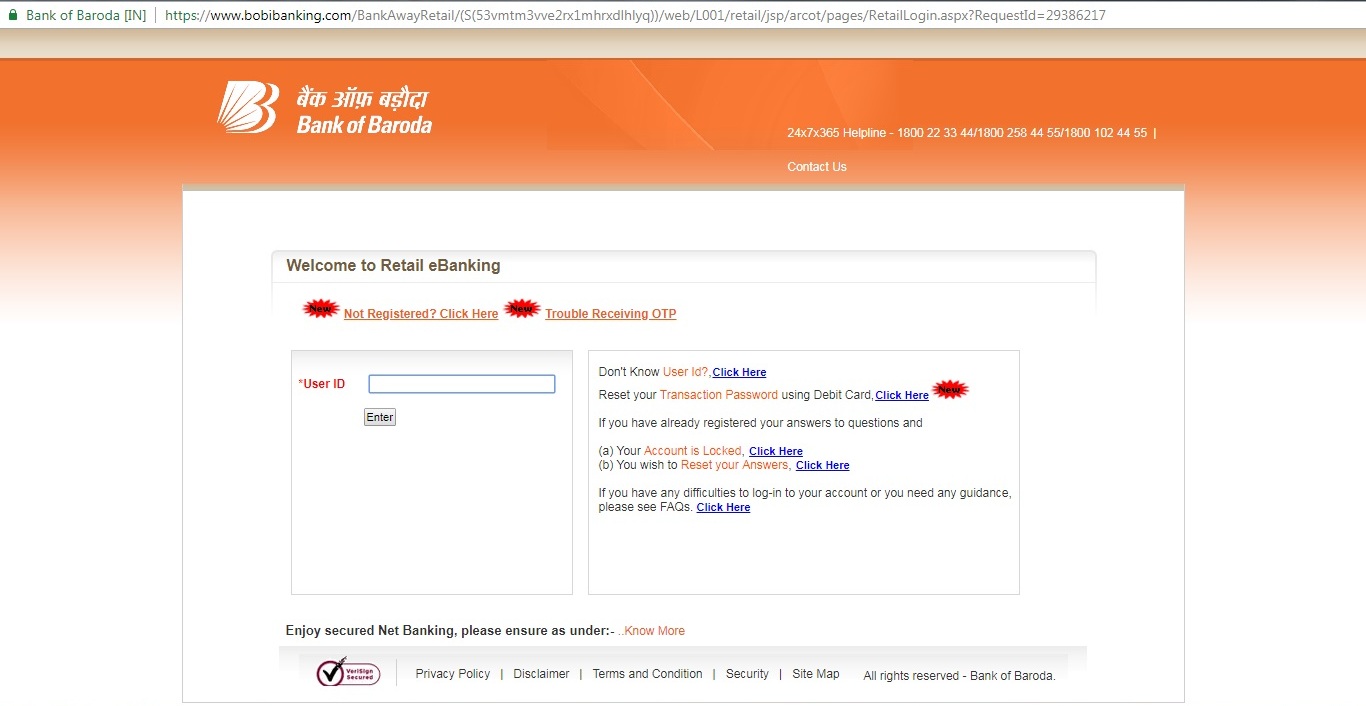 Bank of Baroda [IN] | https://www.bobibanking.com/BankAwayRetail/(S(53vmtm3vve2rx1mhrxdlhlyq))/web/L001/retail/jsp/arcot/pages/RetailLogin.aspx?RequestId=29386217
बैंक ऑफ़ बड़ौदा
Bank of Baroda
24x7x365 Helpline - 1800 22 33 44/1800 258 44 55/1800 102 44 55 |
Contact Us
Welcome to Retail eBanking
New Not Registered? Click Here New Trouble Receiving OTP
*User ID
Enter
Don't Know User Id?, Click Here
Reset your Transaction Password using Debit Card, Click Here New
If you have already registered your answers to questions and
(a) Your Account is Locked, Click Here
(b) You wish to Reset your Answers, Click Here
If you have any difficulties to log-in to your account or you need any guidance,
please see FAQs. Click Here
Enjoy secured Net Banking, please ensure as under:- ..Know More
VeriSign
Secured
Privacy Policy | Disclaimer | Terms and Condition | Security | Site Map All rights reserved - Bank of Baroda.